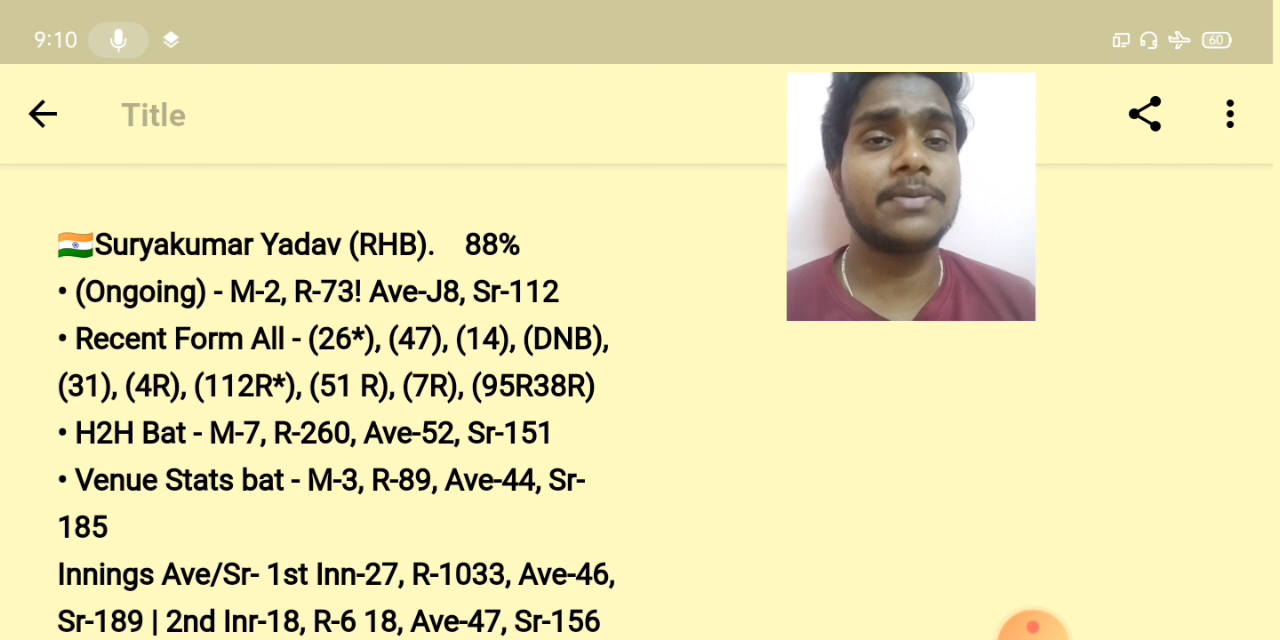 9:10
60
Title
🇮🇳Suryakumar Yadav (RHB). 88%
• (Ongoing) - M-2, R-73! Ave-J8, Sr-112
• Recent Form All - (26*), (47), (14), (DNB),
(31), (4R), (112R*), (51 R), (7R), (95R38R)
• H2H Bat - M-7, R-260, Ave-52, Sr-151
• Venue Stats bat - M-3, R-89, Ave-44, Sr-
185
Innings Ave/Sr- 1st Inn-27, R-1033, Ave-46,
Sr-189 | 2nd Inr-18, R-6 18, Ave-47, Sr-156